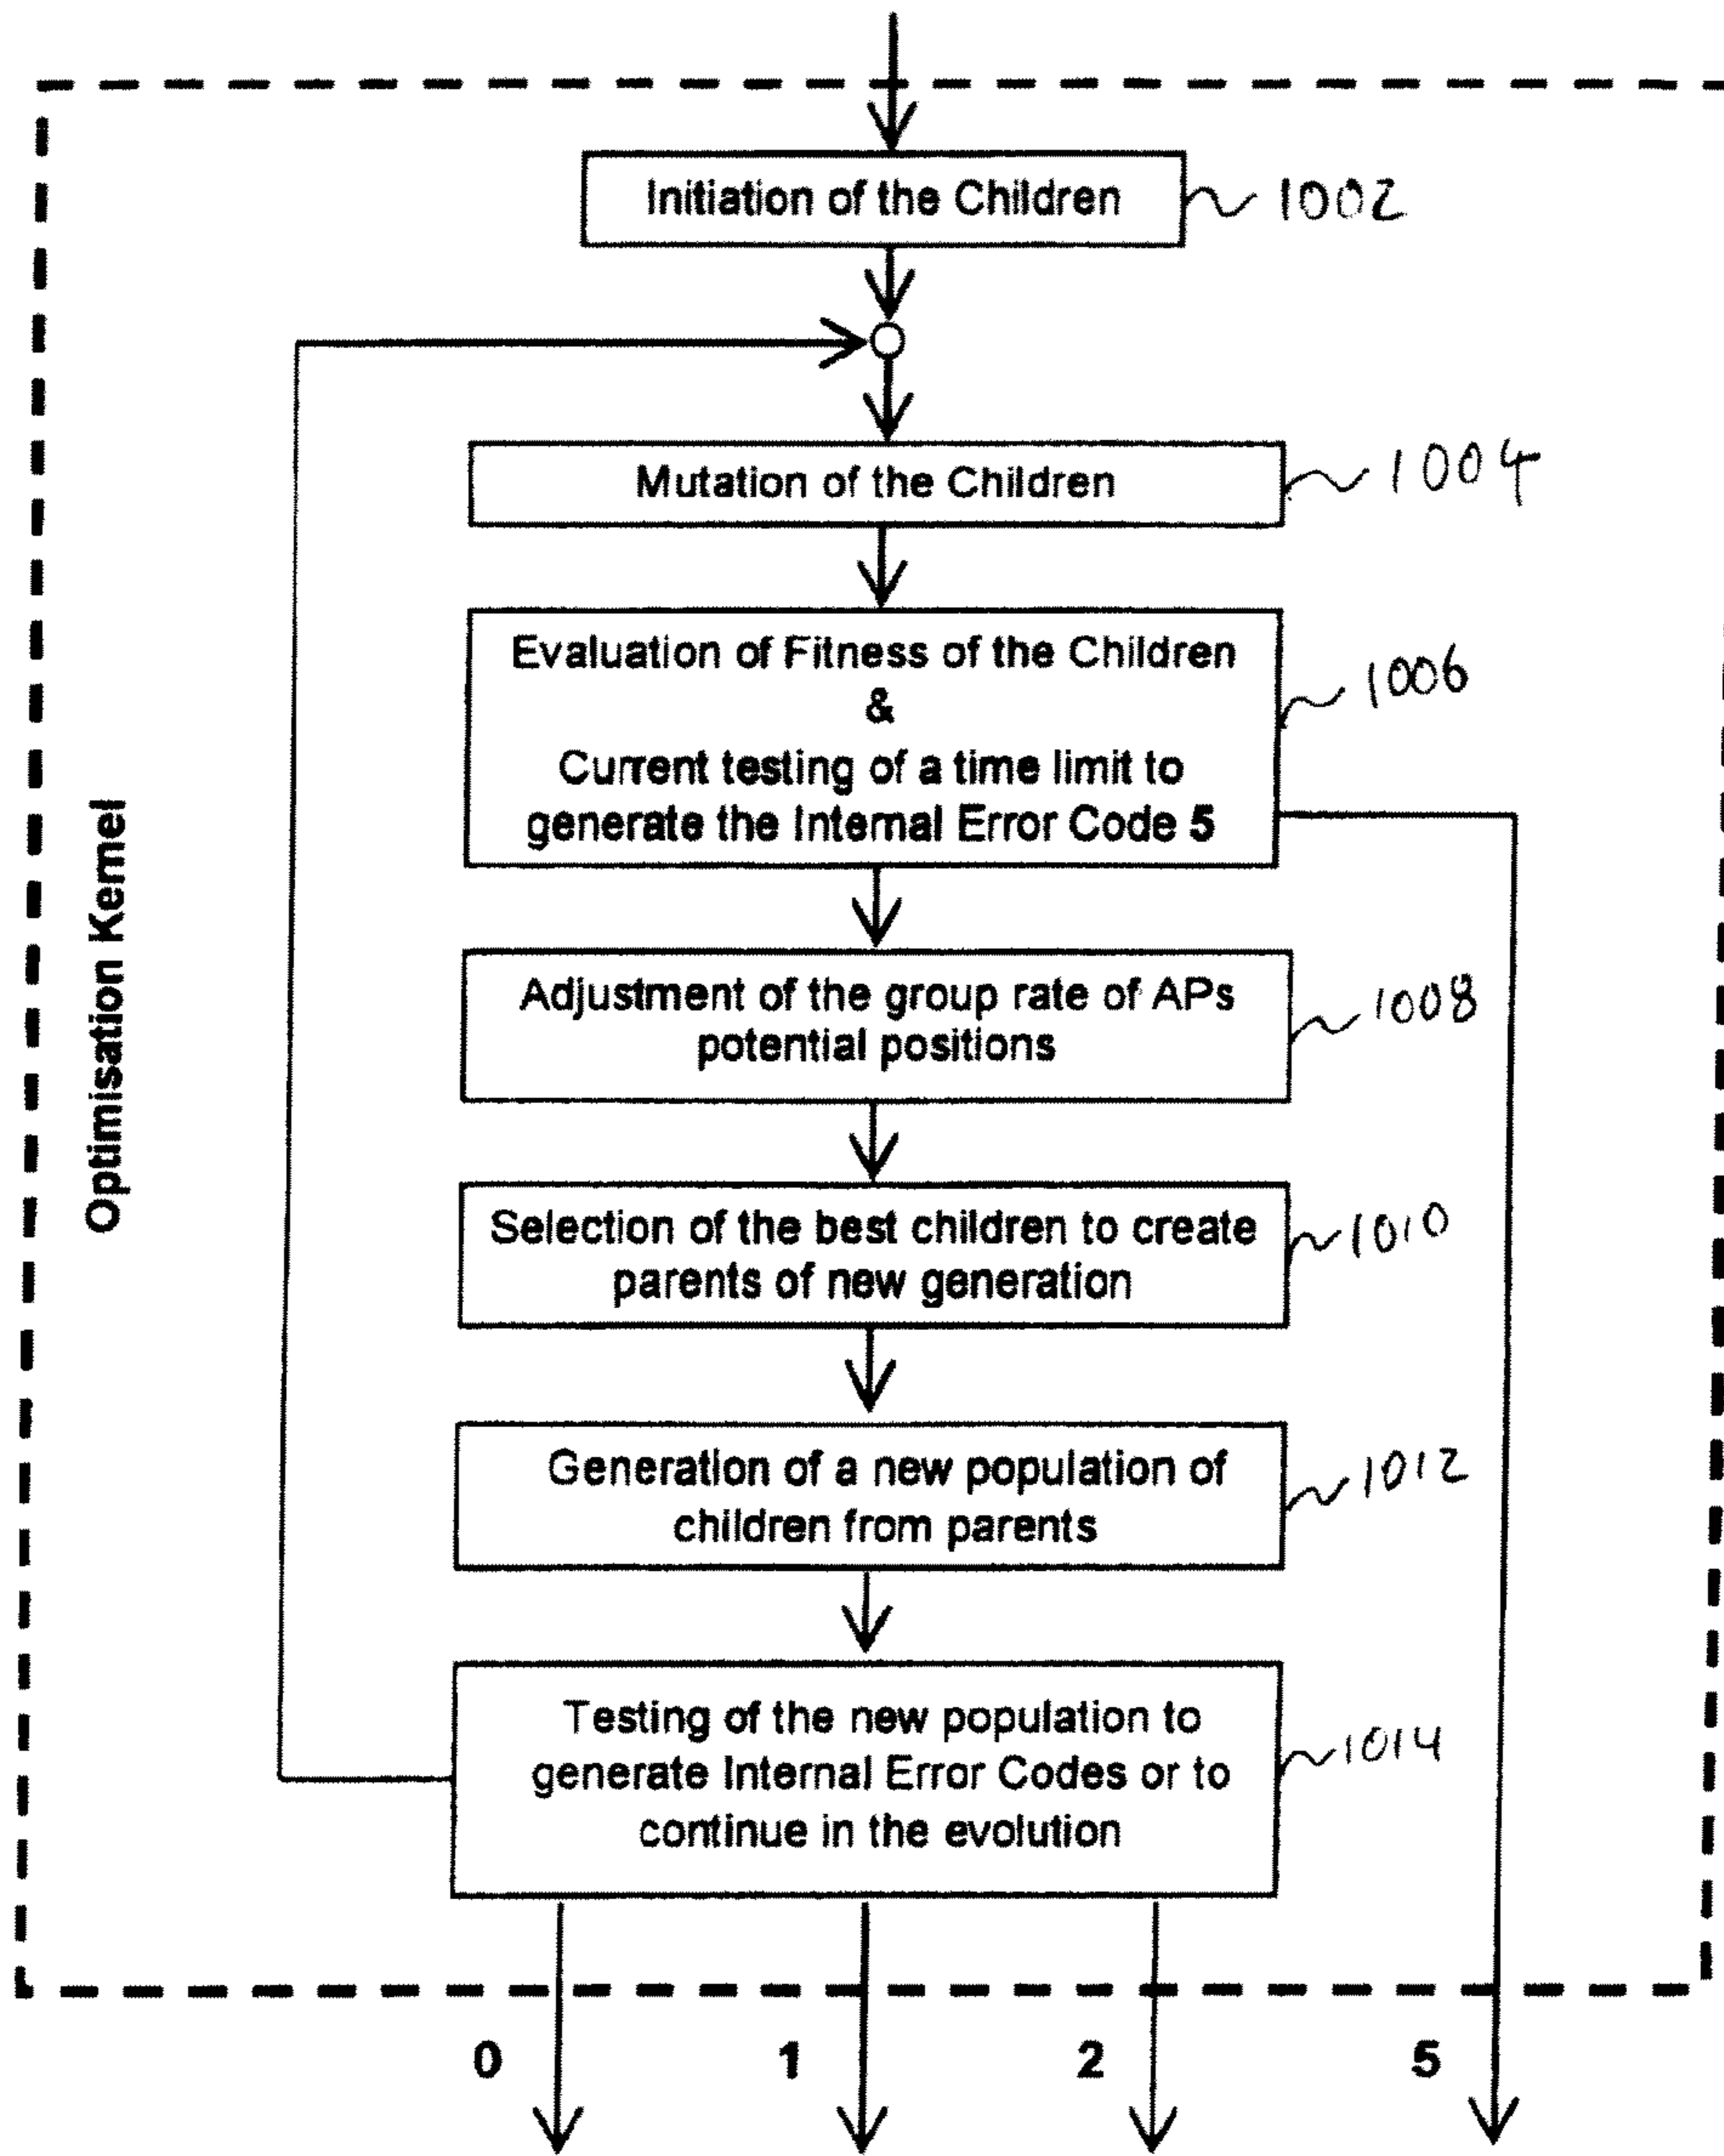 Initiation of the Children
1002
Mutation of the Children
1004
Evaluation of Fitness of the Children
&
Current testing of a time limit to
generate the Internal Error Code 5
1006
Optimisation Kernel
Adjustment of the group rate of APs
potential positions
1008
Selection of the best children to create
parents of new generation
1010
Generation of a new population of
children from parents
1012
Testing of the new population to
generate Internal Error Codes or to
continue in the evolution
1014
0
1
2
5